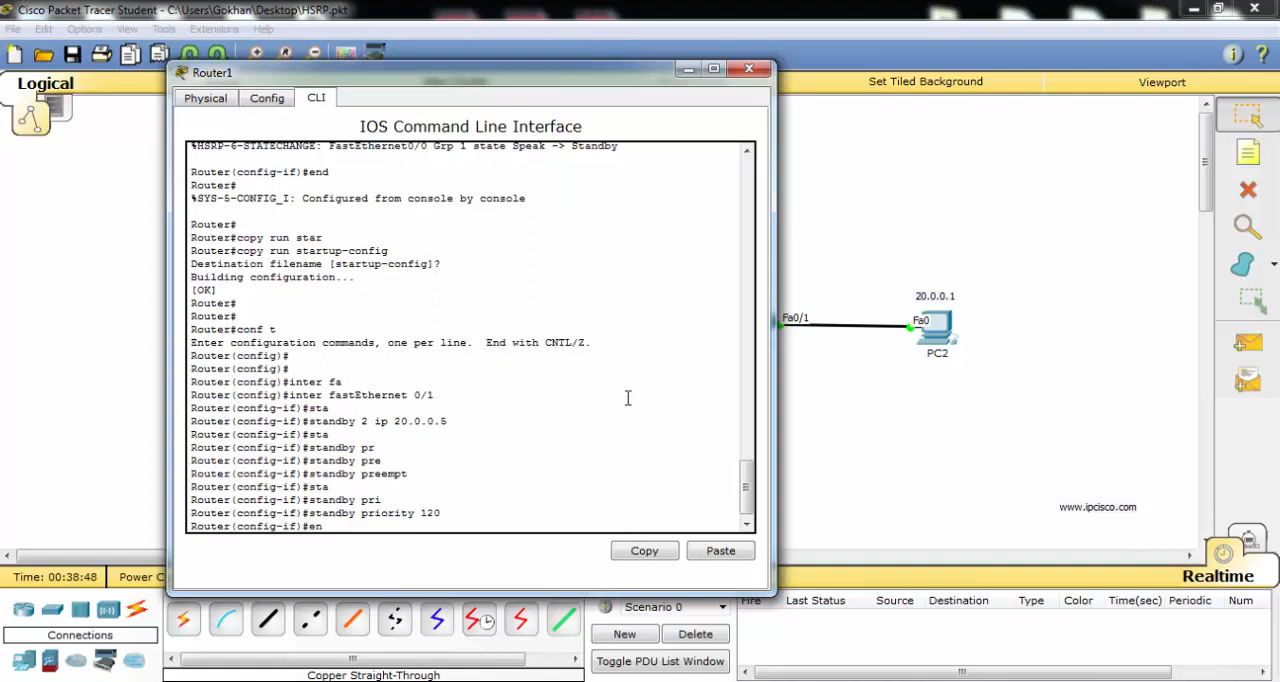 Cisco Packet Tracer Student - C:\Users\Gokhan\Desktop\HSRP.pkt
File Edit Options View Tools Extensions Help
Logical
Set Tiled Background
Viewport
Router1
Physical
Config
CLI
IOS Command Line Interface
%HSRP-6-STATECHANGE: FastEthernet0/0 Grp 1 state Speak -> Standby
Router(config-if)#end
Router#
%SYS-5-CONFIG_I: Configured from console by console
Router#
Router#copy run star
Router#copy run startup-config
Destination filename [startup-config]?
Building configuration...
[OK]
Router#
Router#
Router#conf t
Enter configuration commands, one per line.  End with CNTL/Z.
Router(config)#
Router(config)#
Router(config)#inter fa
Router(config)#inter fastEthernet 0/1
Router(config-if)#sta
Router(config-if)#standby 2 ip 20.0.0.5
Router(config-if)#sta
Router(config-if)#standby pr
Router(config-if)#standby pre
Router(config-if)#standby preempt
Router(config-if)#sta
Router(config-if)#standby pri
Router(config-if)#standby priority 120
Router(config-if)#en
Copy
Paste
20.0.0.1
Fa0/1
Fa0
PC2
www.ipcisco.com
Time: 00:38:48
Power C
Realtime
Connections
Copper Straight-Through
Scenario 0
New
Delete
Toggle PDU List Window
Fire Last Status Source Destination Type Color Time(sec) Periodic Num